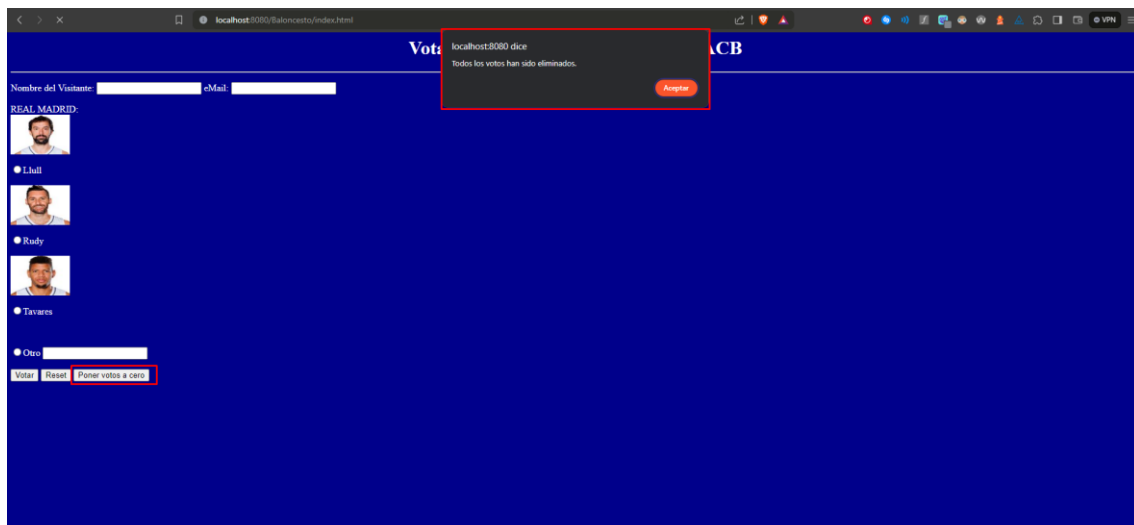 localhost:8080/Baloncesto/index.html
VPN
Vota
ACB
localhost:8080 dice
Todos los votos han sido eliminados.
Aceptar
Nombre del Visitante:
eMail:
REAL MADRID:
Llull
Rudy
Tavares
Otro
Votar
Reset
Poner votos a cero